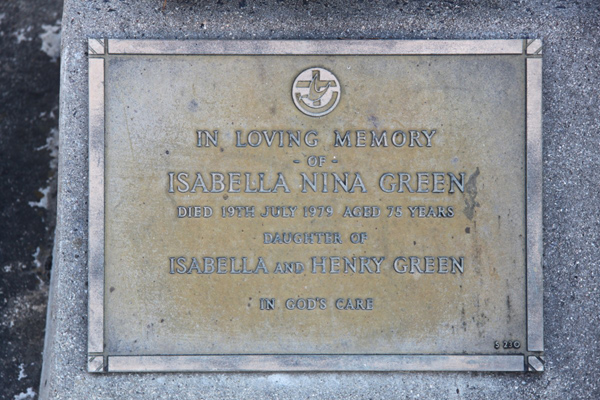 IN LOVING MEMORY
- OF -
ISABELLA NINA GREEN
DIED 19TH JULY 1979 AGED 75 YEARS
DAUGHTER OF
ISABELLA AND HENRY GREEN
IN GOD'S CARE
S 230